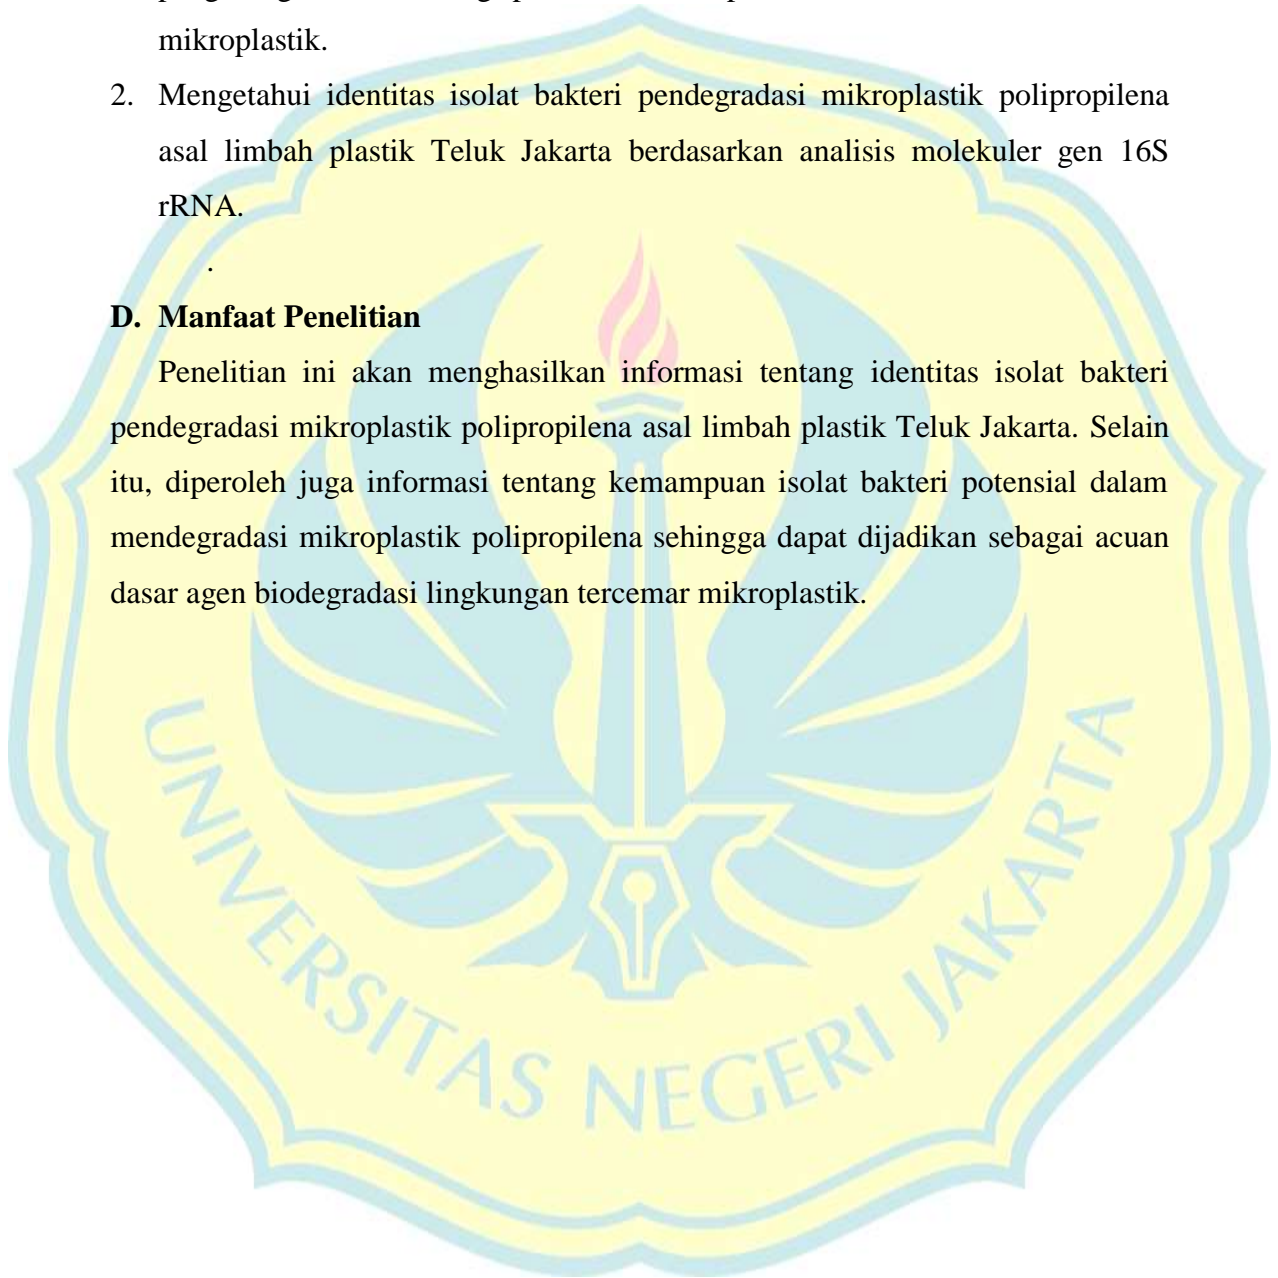 mikroplastik.
2. Mengetahui identitas isolat bakteri pendegradasi mikroplastik polipropilena
asal limbah plastik Teluk Jakarta berdasarkan analisis molekuler gen 16S
rRNA.
.
D. Manfaat Penelitian
Penelitian ini akan menghasilkan informasi tentang identitas isolat bakteri
pendegradasi mikroplastik polipropilena asal limbah plastik Teluk Jakarta. Selain
itu, diperoleh juga informasi tentang kemampuan isolat bakteri potensial dalam
mendegradasi mikroplastik polipropilena sehingga dapat dijadikan sebagai acuan
dasar agen biodegradasi lingkungan tercemar mikroplastik.
UNIVERSITAS NEGERI JAKARTA